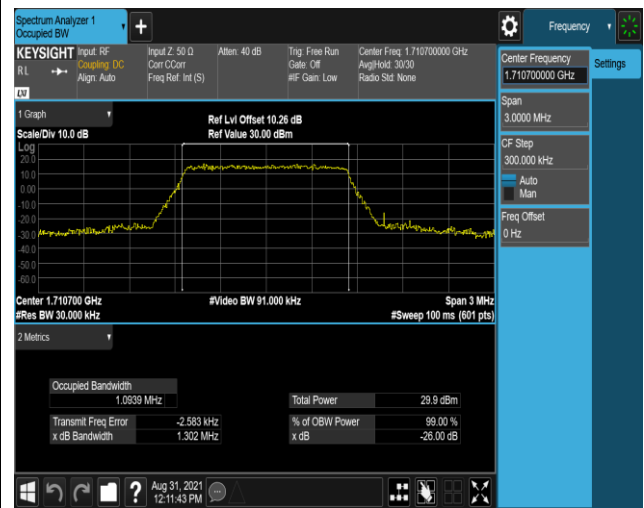 Spectrum Analyzer 1
Occupied BW
Frequency
KEYSIGHT
RL
LXI
Input: RF
Coupling: DC
Align: Auto
Input Z: 50 Ω
Corr CCorr
Freq Ref: Int (S)
Atten: 40 dB
Trig: Free Run
Gate: Off
#IF Gain: Low
Center Freq: 1.710700000 GHz
Avg|Hold: 30/30
Radio Std: None
Center Frequency
1.710700000 GHz
Settings
Span
3.0000 MHz
CF Step
300.000 kHz
Auto
Man
Freq Offset
0 Hz
1 Graph
Scale/Div 10.0 dB
Ref Lvl Offset 10.26 dB
Ref Value 30.00 dBm
Log
20.0
10.0
0.00
-10.0
-20.0
-30.0
-40.0
-50.0
-60.0
Center 1.710700 GHz
#Video BW 91.000 kHz
Span 3 MHz
#Res BW 30.000 kHz
#Sweep 100 ms (601 pts)
2 Metrics
Occupied Bandwidth
1.0939 MHz
Total Power 29.9 dBm
Transmit Freq Error -2.583 kHz
% of OBW Power 99.00 %
x dB Bandwidth 1.302 MHz
x dB -26.00 dB
?
Aug 31, 2021
12:11:43 PM